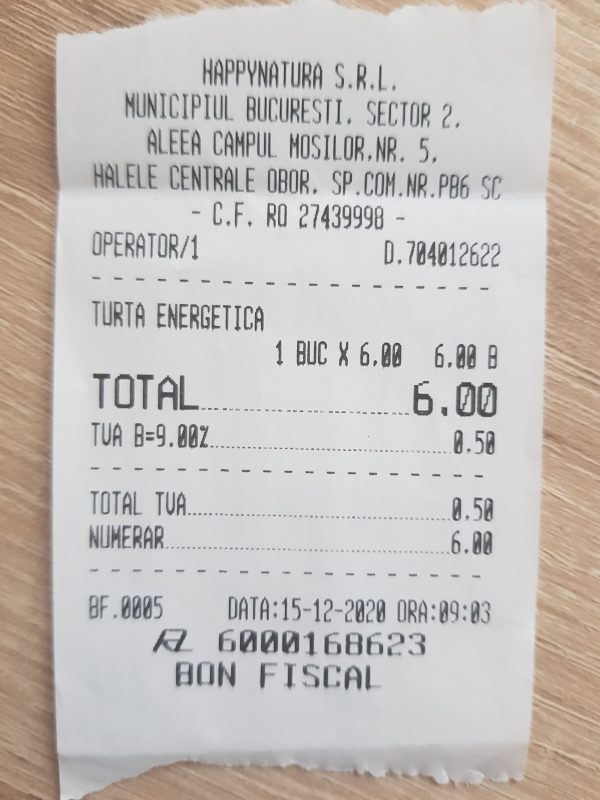 HAPPYNATURA S.R.L.
MUNICIPIUL BUCURESTI. SECTOR 2.
ALEEA CAMPUL MOSILOR.NR. 5.
HALELE CENTRALE OBOR. SP.COM.NR.PB6 SC
- C.F. RO 27439998 -
OPERATOR/1 D.704012622
TURTA ENERGETICA
1 BUC X 6.00 6.00 B
TOTAL 6.00
TVA B=9.00% 0.50
TOTAL TVA 0.50
NUMERAR 6.00
BF.0005 DATA:15-12-2020 ORA:09:03
6000168623
BON FISCAL